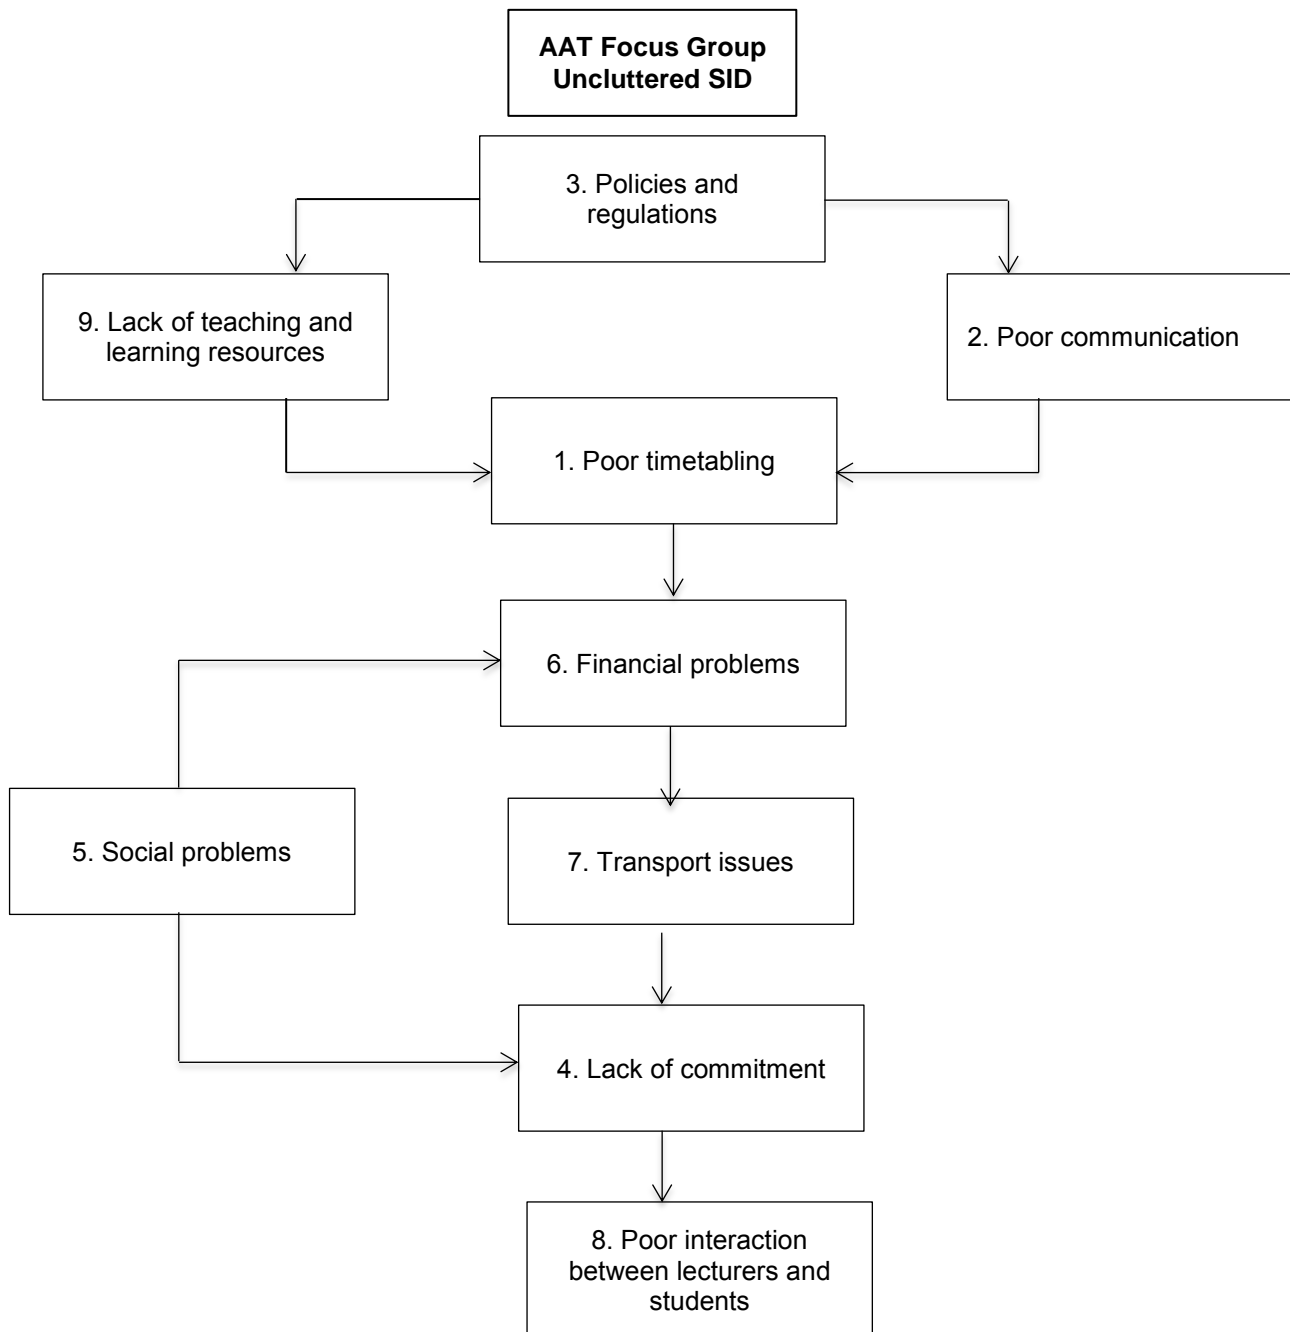 AAT Focus Group
Uncluttered SID
3. Policies and
regulations
9. Lack of teaching and
learning resources
2. Poor communication
1. Poor timetabling
6. Financial problems
5. Social problems
7. Transport issues
4. Lack of commitment
8. Poor interaction
between lecturers and
students